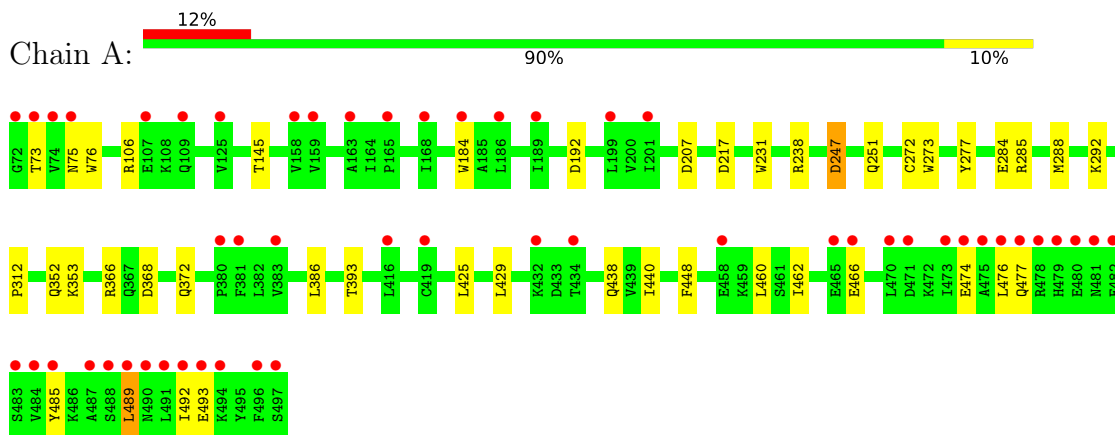 12%
Chain A:
90% 10%
G72 T73 V74 N75 W76 R106 E107 K108 Q109 V125 T145 V158 V159 A163 I164 P165 I168 W184 A185 L186 I189 D192 L199 V200 I201 D207 D217 W231 R238 D247 Q251 C272 W273 Y277 E284 R285 M288 K292
P312 Q352 K353 R366 Q367 D368 Q372 P380 F381 L382 V383 L386 T393 L416 C419 L425 L429 K432 D433 T434 Q438 V439 I440 F448 E458 K459 L460 S461 I462 E465 E466 L470 D471 K472 I473 E474 A475 L476 Q477 R478 H479 E480 N481
S483 V484 Y485 K486 A487 S488 L489 N490 L491 I492 E493 K494 Y495 F496 S497